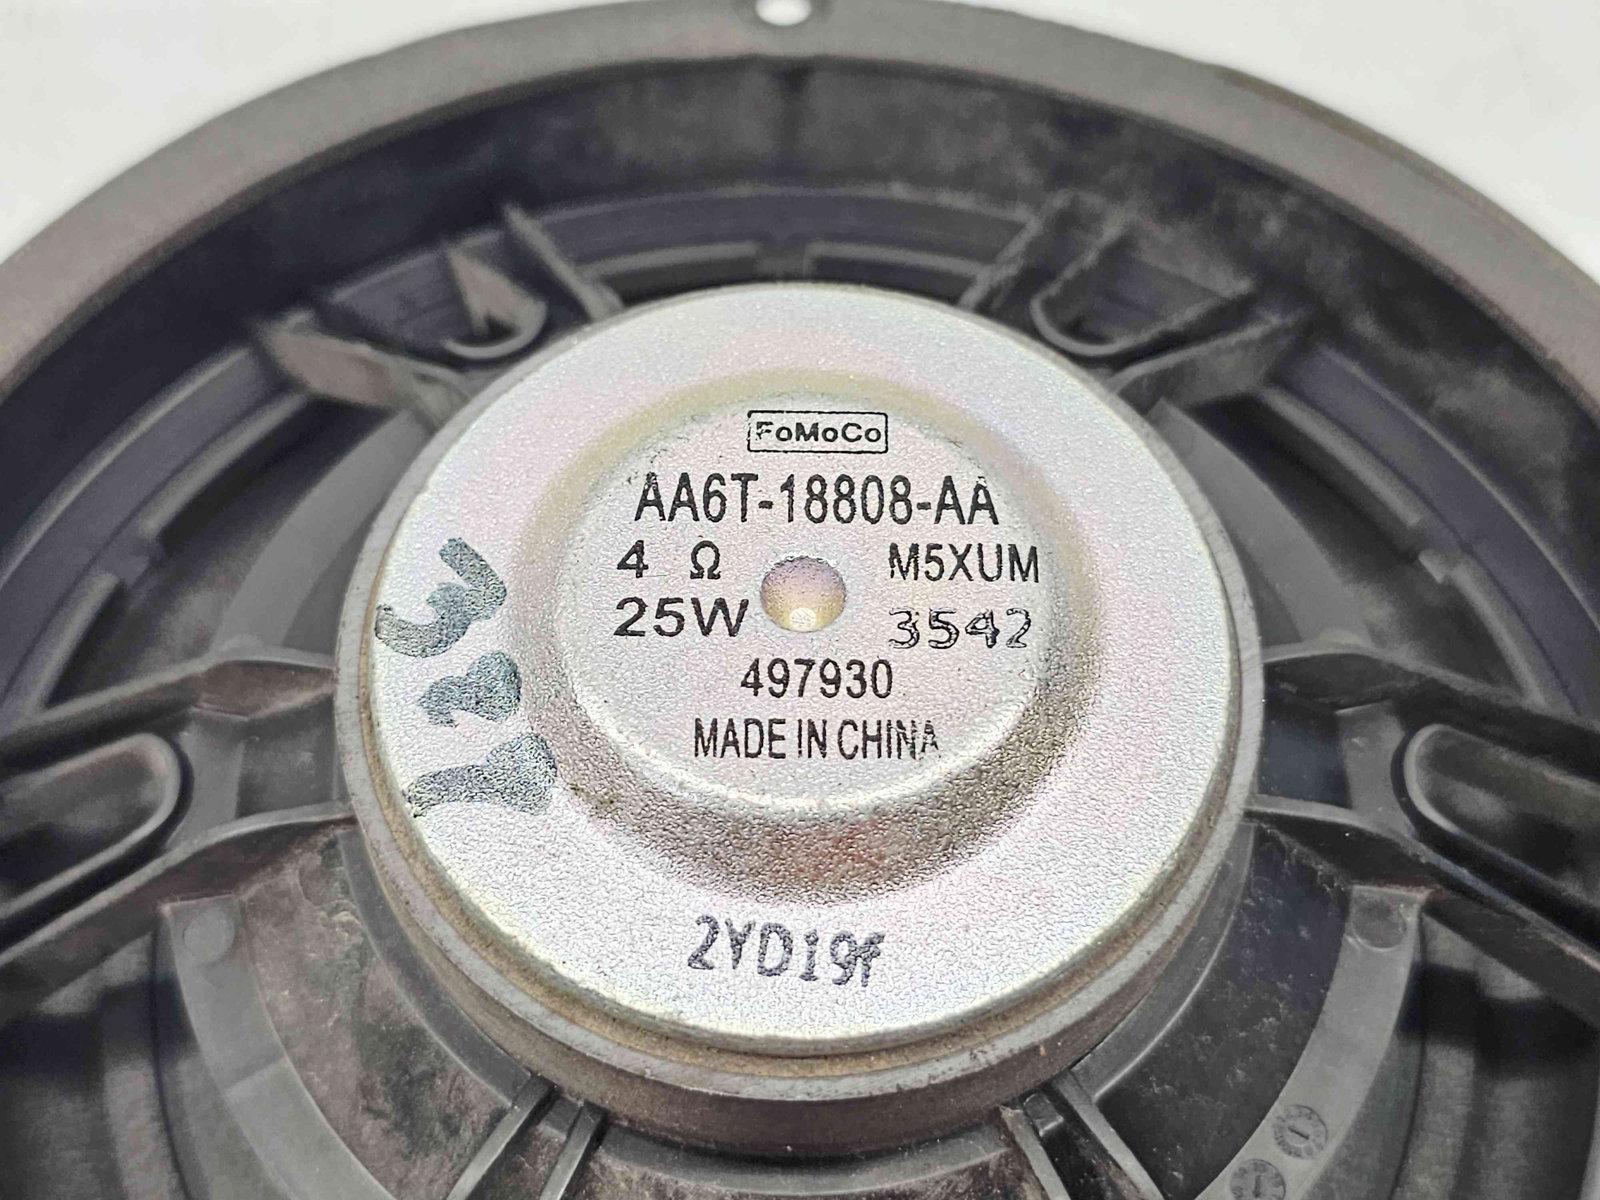 FoMoCo
AA6T-18808-AA
4 Ω M5XUM
25W 3542
497930
MADE IN CHINA
2YD19f